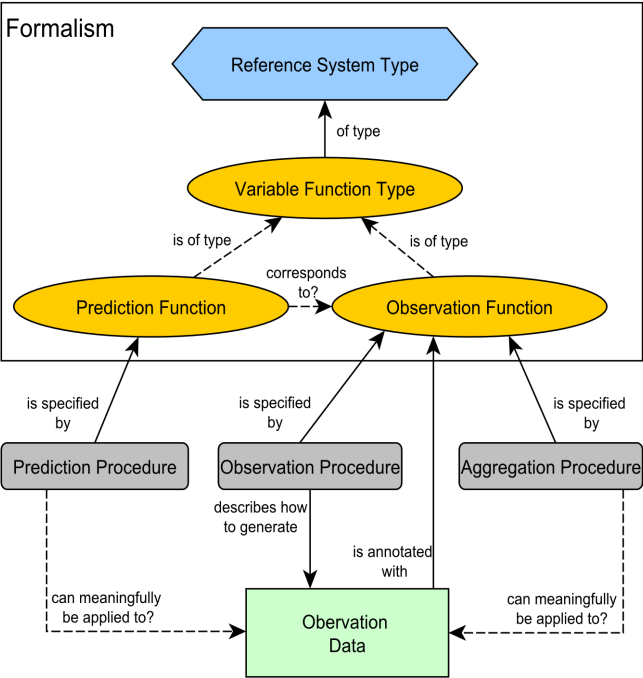 Formalism
Reference System Type
of type
Variable Function Type
is of type
is of type
corresponds
to?
Prediction Function
Observation Function
is specified
by
is specified
by
is specified
by
Prediction Procedure
Observation Procedure
Aggregation Procedure
describes how
to generate
is annotated
with
can meaningfully
be applied to?
can meaningfully
be applied to?
Obervation
Data